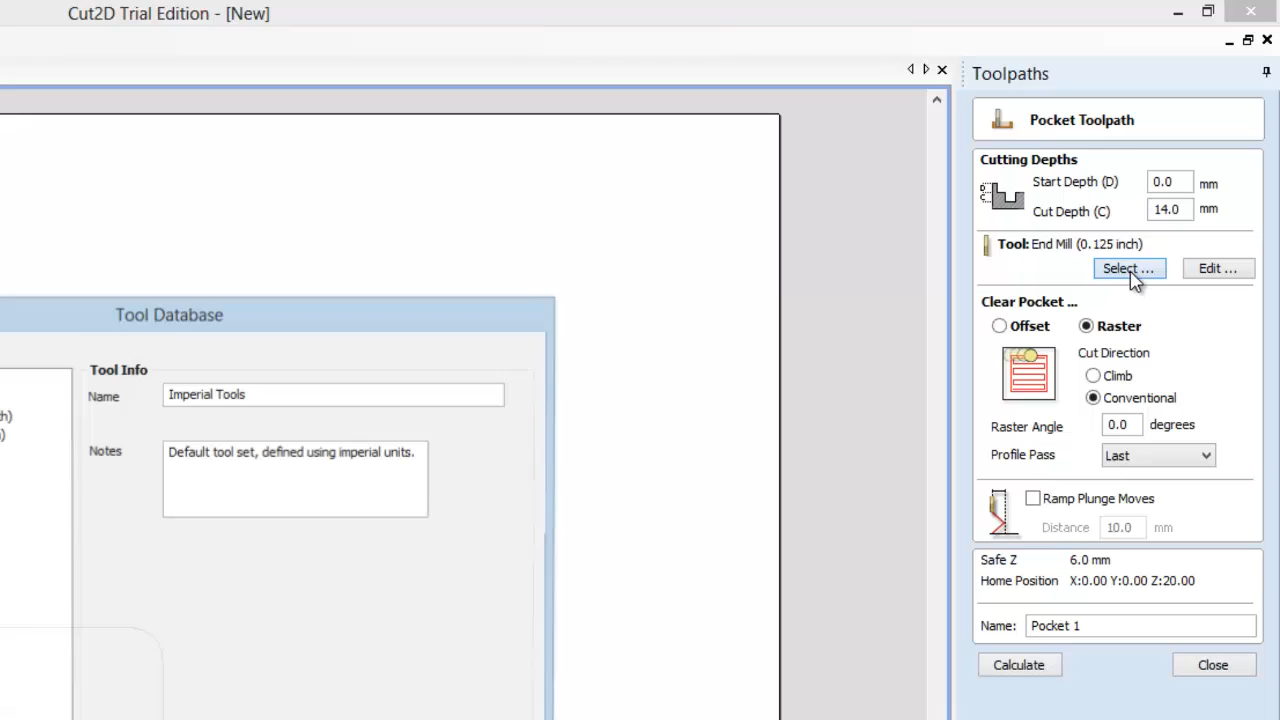 Cut2D Trial Edition - [New]
Toolpaths
Pocket Toolpath
Cutting Depths
Start Depth (D) 0.0 mm
Cut Depth (C) 14.0 mm
Tool: End Mill (0.125 inch)
Select ... Edit ...
Clear Pocket ...
Offset Raster
Cut Direction
Climb
Conventional
Raster Angle 0.0 degrees
Profile Pass Last
Ramp Plunge Moves
Distance 10.0 mm
Safe Z 6.0 mm
Home Position X:0.00 Y:0.00 Z:20.00
Name: Pocket 1
Calculate Close
Tool Database
Tool Info
Name Imperial Tools
th)
)
Notes Default tool set, defined using imperial units.